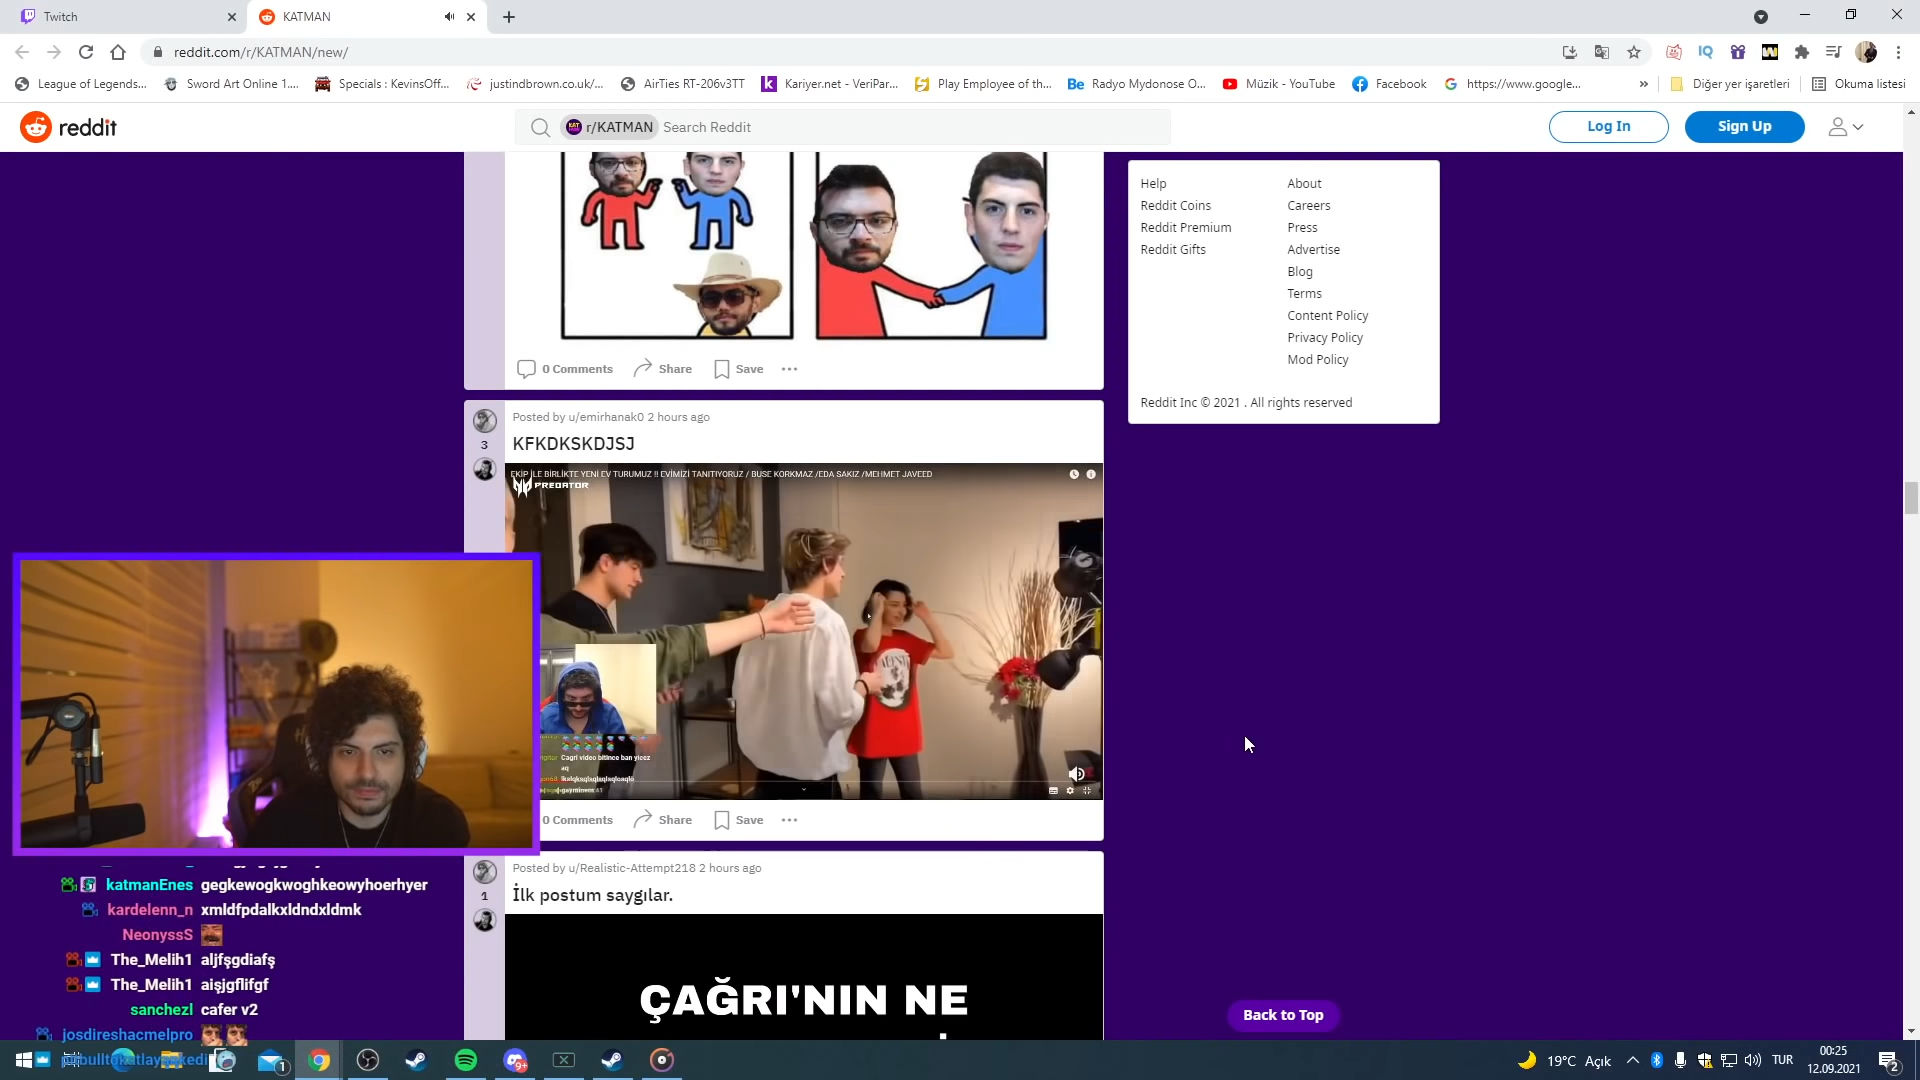 Twitch
KATMAN
reddit.com/r/KATMAN/new/
League of Legends...
Sword Art Online 1....
Specials : KevinsOff...
justindbrown.co.uk/...
AirTies RT-206v3TT
Kariyer.net - VeriPar...
Play Employee of th...
Radyo Mydonose O...
Müzik - YouTube
Facebook
https://www.google...
»
Diğer yer işaretleri
Okuma listesi
reddit
r/KATMAN
Search Reddit
Log In
Sign Up
Help
About
Reddit Coins
Careers
Reddit Premium
Press
Reddit Gifts
Advertise
Blog
Terms
Content Policy
Privacy Policy
Mod Policy
Reddit Inc © 2021 . All rights reserved
0 Comments
Share
Save
Posted by u/emirhanak0 2 hours ago
3
KFKDKSKDJSJ
EKİP İLE BİRLİKTE YENİ EV TURUMUZ !! EVİMİZİ TANITIYORUZ / BUSE KORKMAZ /EDA SAKIZ /MEHMET JAVEED
PREDATOR
Cagri video bitince ban yicez
aq
0 Comments
Share
Save
Posted by u/Realistic-Attempt218 2 hours ago
1
İlk postum saygılar.
ÇAĞRI'NIN NE
Back to Top
katmanEnes gegkewogkwoghkeowyhoerhyer
kardelenn_n xmldfpdalkxldndxldmk
NeonyssS
The_Melih1 aljfşgdiafş
The_Melih1 aişjgflifgf
sanchezl cafer v2
josdireshacmelpro
1
9+
19°C Açık
TUR
00:25
12.09.2021
2